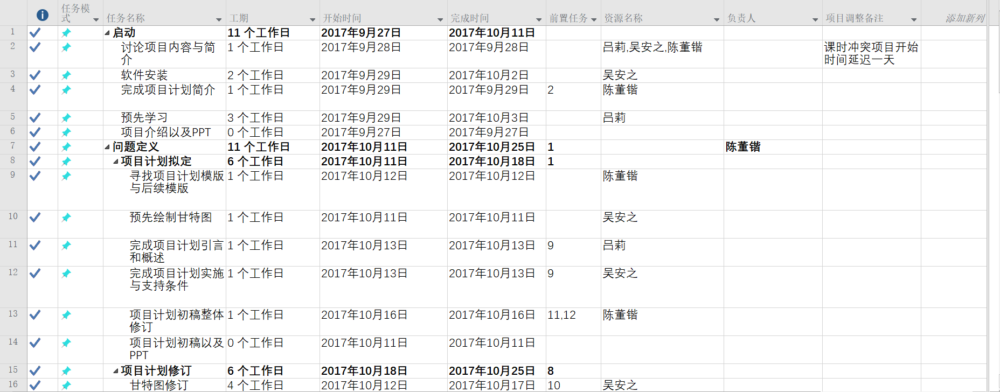 任务模式 任务名称 工期 开始时间 完成时间 前置任务 资源名称 负责人 项目调整备注 添加新列
1 启动 11 个工作日 2017年9月27日 2017年10月11日
2 讨论项目内容与简 1 个工作日 2017年9月28日 2017年9月28日 吕莉,吴安之,陈董锴 课时冲突项目开始
介 时间延迟一天
3 软件安装 2 个工作日 2017年9月29日 2017年10月2日 吴安之
4 完成项目计划简介 1 个工作日 2017年9月29日 2017年9月29日 2 陈董锴
5 预先学习 3 个工作日 2017年9月29日 2017年10月3日 吕莉
6 项目介绍以及PPT 0 个工作日 2017年9月27日 2017年9月27日
7 问题定义 11 个工作日 2017年10月11日 2017年10月25日 1 陈董锴
8 项目计划拟定 6 个工作日 2017年10月11日 2017年10月18日 1
9 寻找项目计划模版 1 个工作日 2017年10月12日 2017年10月12日 陈董锴
与后续模版
10 预先绘制甘特图 1 个工作日 2017年10月11日 2017年10月11日 吴安之
11 完成项目计划引言 1 个工作日 2017年10月13日 2017年10月13日 9 吕莉
和概述
12 完成项目计划实施 1 个工作日 2017年10月13日 2017年10月13日 9 吴安之
与支持条件
13 项目计划初稿整体 1 个工作日 2017年10月16日 2017年10月16日 11,12 陈董锴
修订
14 项目计划初稿以及 0 个工作日 2017年10月11日 2017年10月11日
PPT
15 项目计划修订 6 个工作日 2017年10月18日 2017年10月25日 8
16 甘特图修订 4 个工作日 2017年10月12日 2017年10月17日 10 吴安之